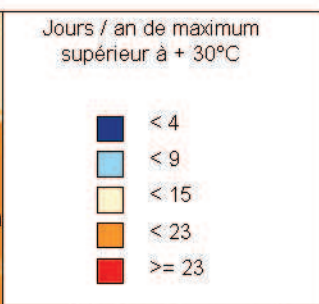 Jours / an de maximum
supérieur à + 30°C
< 4
< 9
< 15
< 23
>= 23